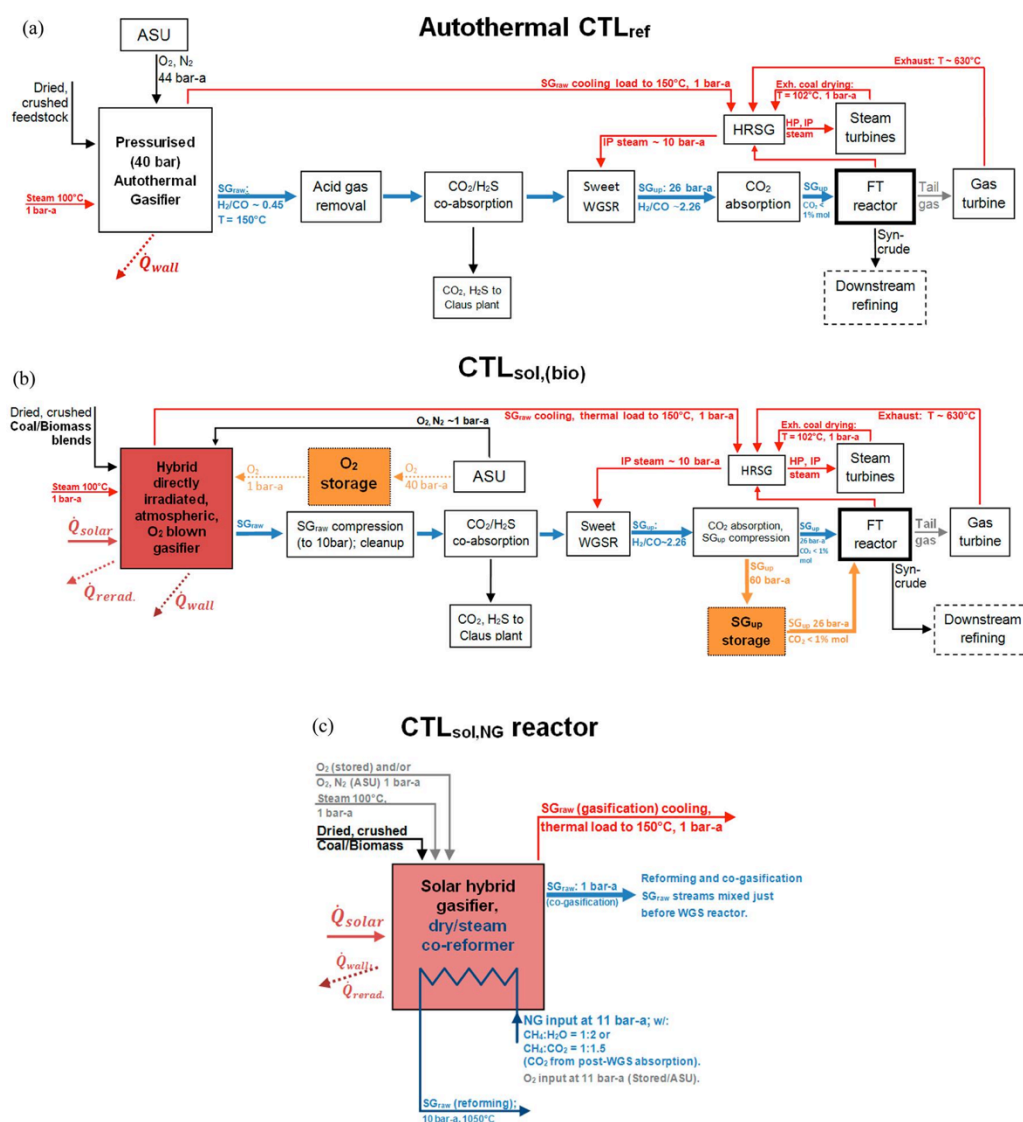 (a)
Autothermal CTLref
ASU
O₂, N₂
44 bar-a
Dried,
crushed
feedstock
Pressurised
(40 bar)
Autothermal
Gasifier
Steam 100°C
1 bar-a
Q̇wall
SGraw cooling load to 150°C, 1 bar-a
SGraw:
H₂/CO ~ 0.45
T = 150°C
Acid gas
removal
CO₂/H₂S
co-absorption
CO₂, H₂S to
Claus plant
IP steam ~ 10 bar-a
Sweet
WGSR
SGup: 26 bar-a
H₂/CO ~2.26
CO₂
absorption
SGup
CO₂ <
1% mol
HRSG
HP, IP
steam
Exh. coal drying:
T = 102°C, 1 bar-a
Steam
turbines
Exhaust: T ~ 630°C
FT
reactor
Tail
gas
Gas
turbine
Syn-
crude
Downstream
refining
(b)
CTLsol,(bio)
Dried, crushed
Coal/Biomass
blends
Steam 100°C
1 bar-a
Q̇solar
Q̇rerad.
Q̇wall
Hybrid
directly
irradiated,
atmospheric,
O₂ blown
gasifier
SGraw cooling, thermal load to 150°C, 1 bar-a
O₂, N₂ ~1 bar-a
O₂
1 bar-a
O₂
storage
O₂
40 bar-a
ASU
SGraw
SGraw compression
(to 10bar); cleanup
CO₂/H₂S
co-absorption
CO₂, H₂S to
Claus plant
IP steam ~ 10 bar-a
Sweet
WGSR
SGup:
H₂/CO~2.26
CO₂ absorption,
SGup compression
SGup
26 bar-a
CO₂ < 1%
mol
SGup
60 bar-a
SGup
storage
SGup 26 bar-a
CO₂ < 1% mol
HRSG
HP, IP
steam
Exh. coal drying:
T = 102°C, 1 bar-a
Steam
turbines
Exhaust: T ~ 630°C
FT
reactor
Tail
gas
Gas
turbine
Syn-
crude
Downstream
refining
(c)
CTLsol,NG reactor
O₂ (stored) and/or
O₂, N₂ (ASU) 1 bar-a
Steam 100°C,
1 bar-a
Dried, crushed
Coal/Biomass
SGraw (gasification) cooling,
thermal load to 150°C, 1 bar-a
Solar hybrid
gasifier,
dry/steam
co-reformer
Q̇solar
Q̇wall,
Q̇rerad.
SGraw: 1 bar-a
(co-gasification)
Reforming and co-gasification
SGraw streams mixed just
before WGS reactor.
NG input at 11 bar-a; w/:
CH₄:H₂O = 1:2 or
CH₄:CO₂ = 1:1.5
(CO₂ from post-WGS absorption).
O₂ input at 11 bar-a (Stored/ASU).
SGraw (reforming);
10 bar-a, 1050°C